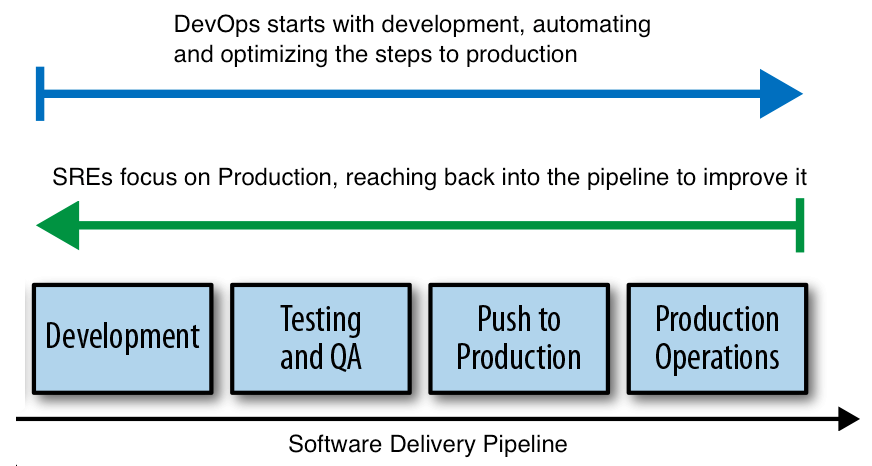 DevOps starts with development, automating
and optimizing the steps to production
SREs focus on Production, reaching back into the pipeline to improve it
Development
Testing
and QA
Push to
Production
Production
Operations
Software Delivery Pipeline